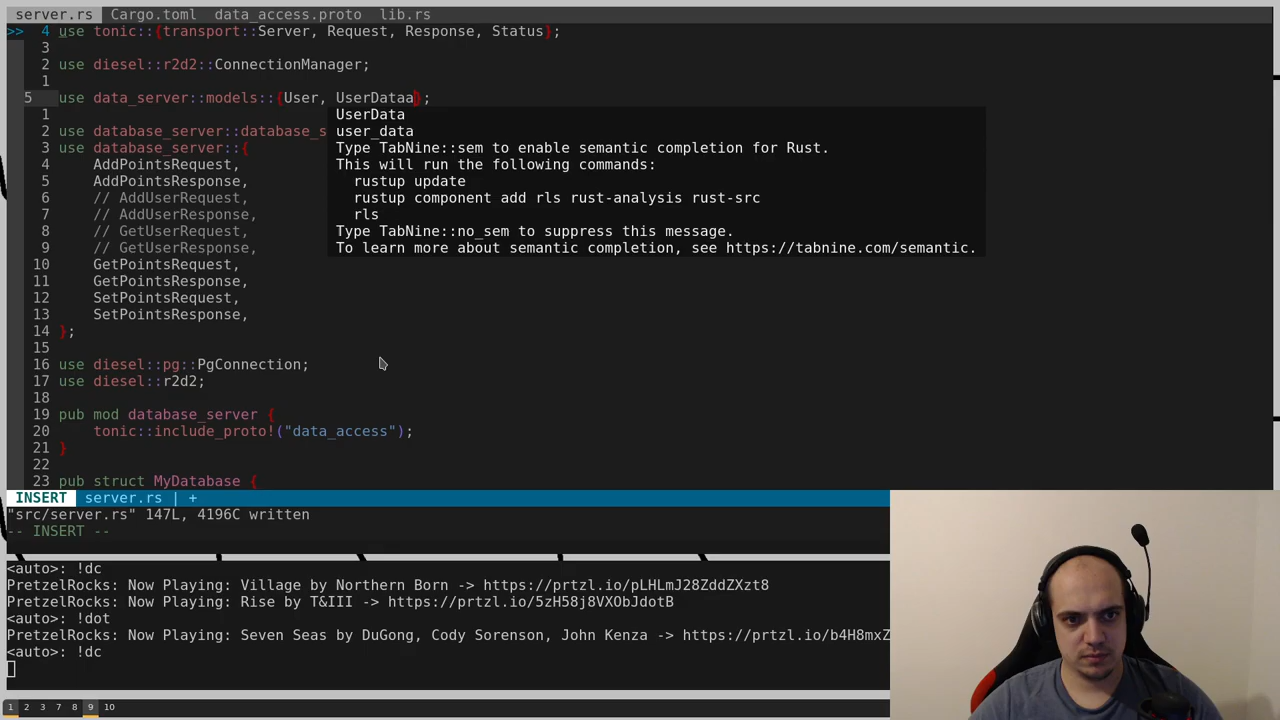 server.rs Cargo.toml data_access.proto lib.rs
>> 4 use tonic::{transport::Server, Request, Response, Status};
3
2 use diesel::r2d2::ConnectionManager;
1
5 use data_server::models::{User, UserDataa};
1 UserData
2 use database_server::database_s user_data
3 use database_server::{ Type TabNine::sem to enable semantic completion for Rust.
4 AddPointsRequest, This will run the following commands:
5 AddPointsResponse, rustup update
6 // AddUserRequest, rustup component add rls rust-analysis rust-src
7 // AddUserResponse, rls
8 // GetUserRequest, Type TabNine::no_sem to suppress this message.
9 // GetUserResponse, To learn more about semantic completion, see https://tabnine.com/semantic.
10 GetPointsRequest,
11 GetPointsResponse,
12 SetPointsRequest,
13 SetPointsResponse,
14 };
15
16 use diesel::pg::PgConnection;
17 use diesel::r2d2;
18
19 pub mod database_server {
20 tonic::include_proto!("data_access");
21 }
22
23 pub struct MyDatabase {
INSERT server.rs | +
"src/server.rs" 147L, 4196C written
-- INSERT --
<auto>: !dc
PretzelRocks: Now Playing: Village by Northern Born -> https://prtzl.io/pLHLmJ28ZddZXzt8
PretzelRocks: Now Playing: Rise by T&III -> https://prtzl.io/5zH58j8VXObJdotB
<auto>: !dot
PretzelRocks: Now Playing: Seven Seas by DuGong, Cody Sorenson, John Kenza -> https://prtzl.io/b4H8mxZ
<auto>: !dc
1 2 3 7 8 9 10